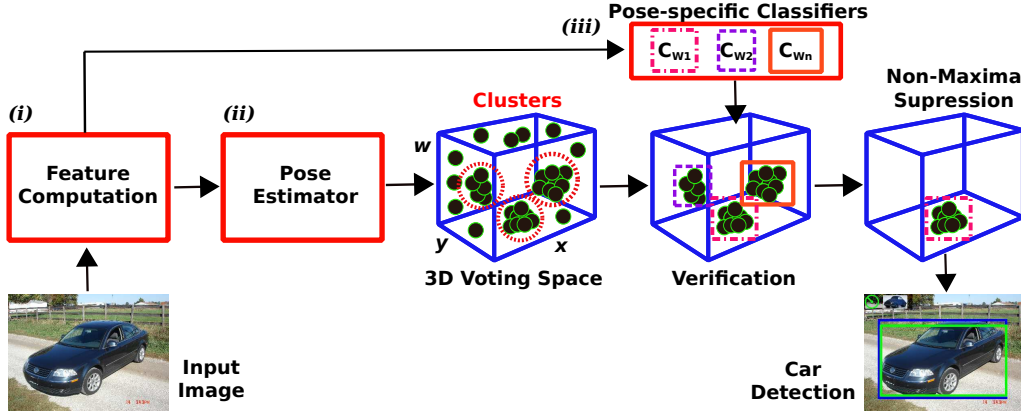 (iii)
Pose-specific Classifiers
C_W1 C_W2 C_Wn
(i)
(ii)
Clusters
Non-Maxima
Supression
Feature
Computation
Pose
Estimator
w
y
x
3D Voting Space
Verification
Input
Image
Car
Detection